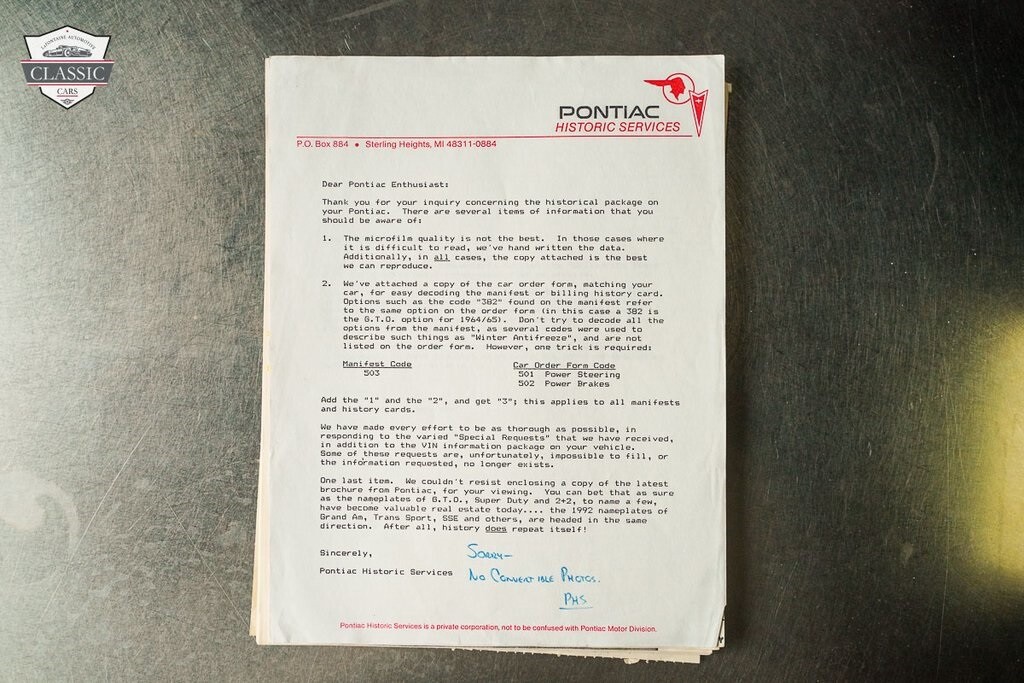 LaFONTAINE AUTOMOTIVE
CLASSIC
CARS
PONTIAC
HISTORIC SERVICES
P.O. Box 884 • Sterling Heights, MI 48311-0884
Dear Pontiac Enthusiast:
Thank you for your inquiry concerning the historical package on
your Pontiac. There are several items of information that you
should be aware of:
1. The microfilm quality is not the best. In those cases where
it is difficult to read, we've hand written the data.
Additionally, in all cases, the copy attached is the best
we can reproduce.
2. We've attached a copy of the car order form, matching your
car, for easy decoding the manifest or billing history card.
Options such as the code "382" found on the manifest refer
to the same option on the order form (in this case a 382 is
the G.T.O. option for 1964/65). Don't try to decode all the
options from the manifest, as several codes were used to
describe such things as "Winter Antifreeze", and are not
listed on the order form. However, one trick is required:
Manifest Code Car Order Form Code
503 501 Power Steering
502 Power Brakes
Add the "1" and the "2", and get "3"; this applies to all manifests
and history cards.
We have made every effort to be as thorough as possible, in
responding to the varied "Special Requests" that we have received,
in addition to the VIN information package on your vehicle.
Some of these requests are, unfortunately, impossible to fill, or
the information requested, no longer exists.
One last item. We couldn't resist enclosing a copy of the latest
brochure from Pontiac, for your viewing. You can bet that as sure
as the nameplates of G.T.O., Super Duty and 2+2, to name a few,
have become valuable real estate today.... the 1992 nameplates of
Grand Am, Trans Sport, SSE and others, are headed in the same
direction. After all, history does repeat itself!
Sincerely,
Sorry-
Pontiac Historic Services No Convertible Photos.
PHS
Pontiac Historic Services is a private corporation, not to be confused with Pontiac Motor Division.